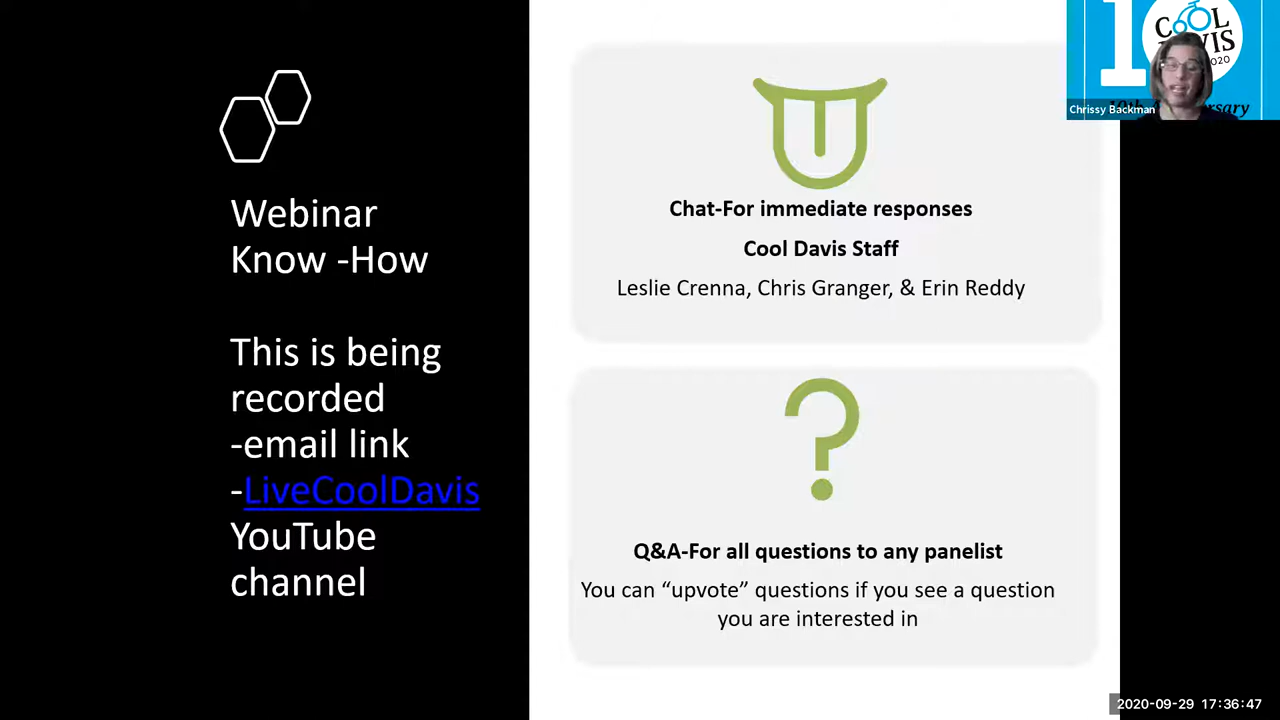 Webinar
Know -How
This is being
recorded
-email link
-LiveCoolDavis
YouTube
channel
Chat-For immediate responses
Cool Davis Staff
Leslie Crenna, Chris Granger, & Erin Reddy
Q&A-For all questions to any panelist
You can “upvote” questions if you see a question
you are interested in
COOL
2020
Chrissy Backman
2020-09-29 17:36:47